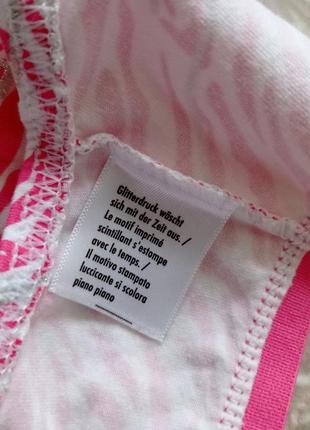 Glitterdruck wäscht
sich mit der Zeit aus. /
Le motif imprimé
scintillant s'estompe
avec le temps. /
Il motivo stampato
luccicante si scolora
piano piano